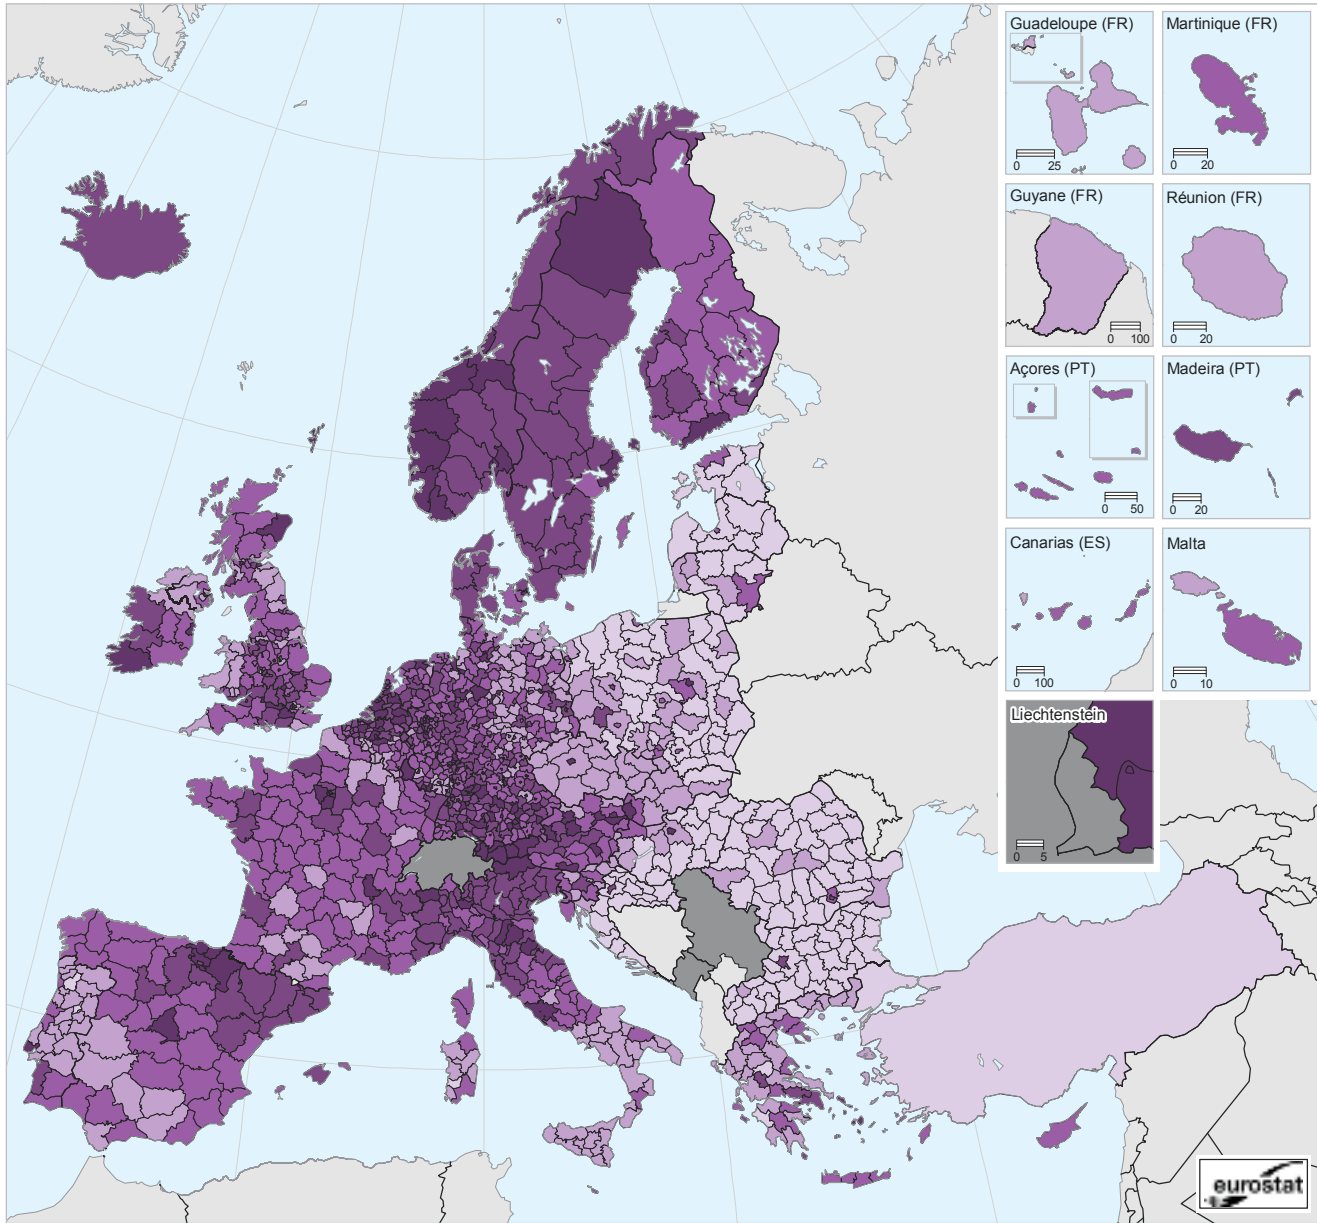 Guadeloupe (FR)
0 25
Martinique (FR)
0 20
Guyane (FR)
0 100
Réunion (FR)
0 20
Açores (PT)
0 50
Madeira (PT)
0 20
Canarias (ES)
0 100
Malta
0 10
Liechtenstein
0 5
eurostat